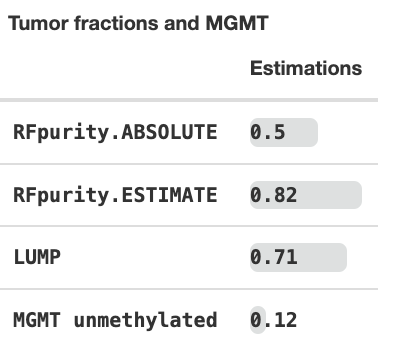 Tumor fractions and MGMT
Estimations
RFpurity.ABSOLUTE 0.5
RFpurity.ESTIMATE 0.82
LUMP 0.71
MGMT unmethylated 0.12